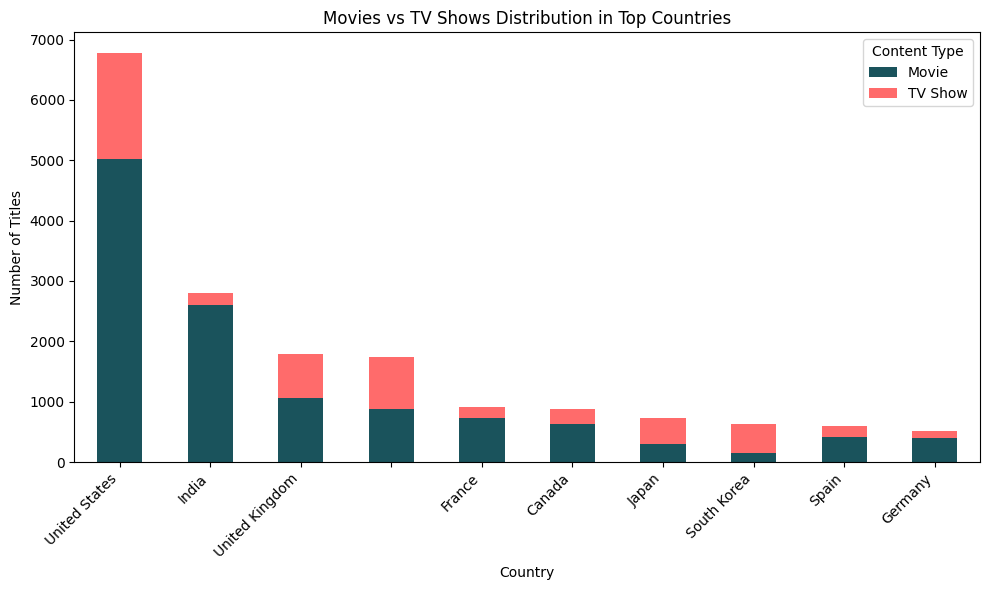 Movies vs TV Shows Distribution in Top Countries
Content Type
Movie
TV Show
Number of Titles
7000
6000
5000
4000
3000
2000
1000
0
United States
India
United Kingdom
France
Canada
Japan
South Korea
Spain
Germany
Country